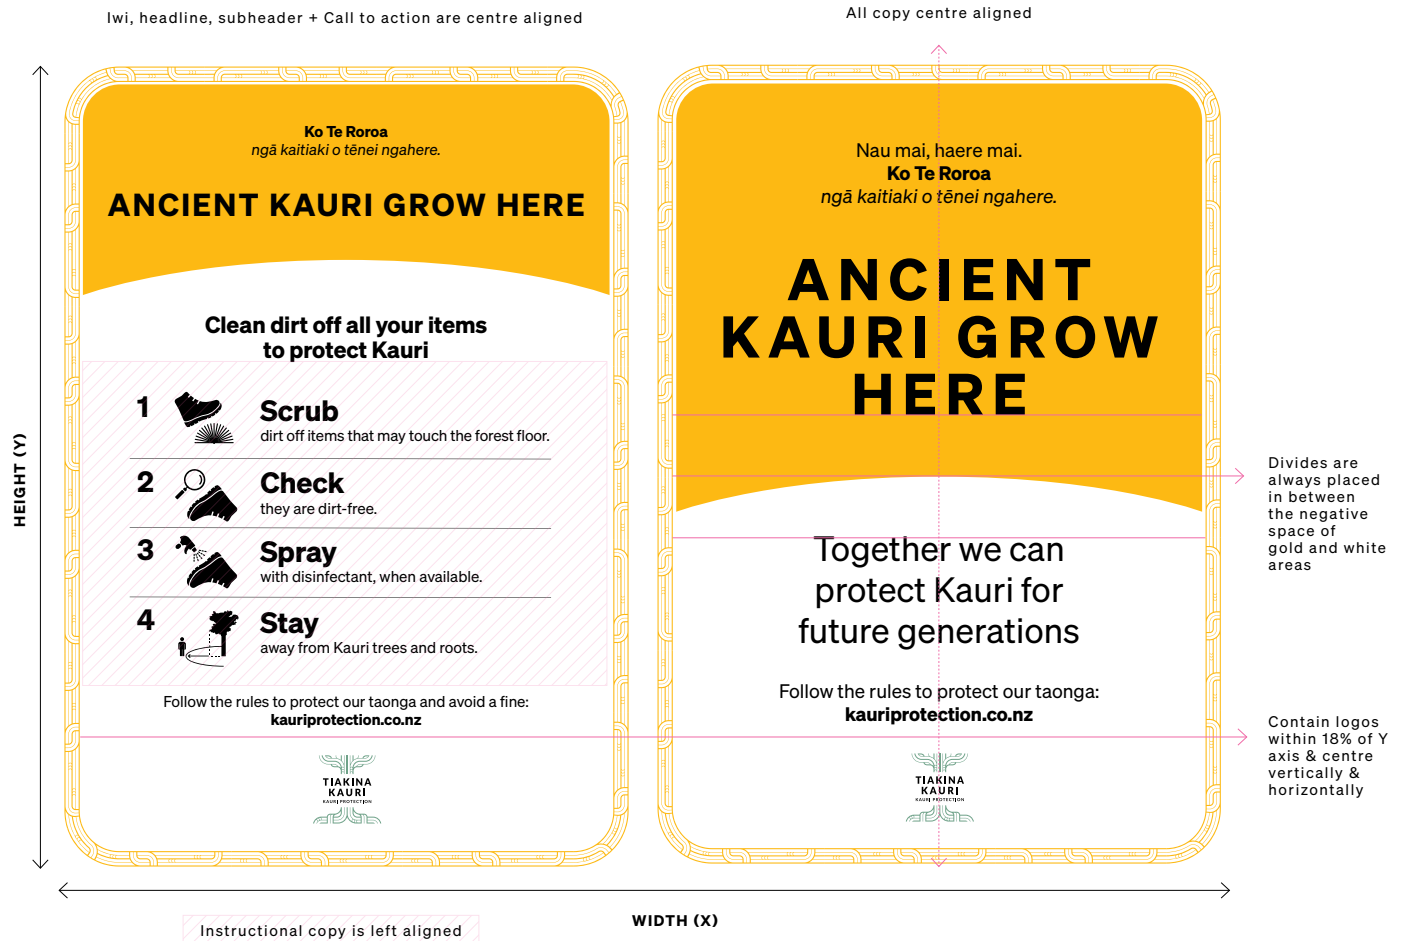 Iwi, headline, subheader + Call to action are centre aligned
All copy centre aligned
HEIGHT (Y)
Ko Te Roroa
ngā kaitiaki o tēnei ngahere.
ANCIENT KAURI GROW HERE
Clean dirt off all your items
to protect Kauri
1
Scrub
dirt off items that may touch the forest floor.
2
Check
they are dirt-free.
3
Spray
with disinfectant, when available.
4
Stay
away from Kauri trees and roots.
Follow the rules to protect our taonga and avoid a fine:
kauriprotection.co.nz
TIAKINA
KAURI
KAURI PROTECTION
Nau mai, haere mai.
Ko Te Roroa
ngā kaitiaki o tēnei ngahere.
ANCIENT
KAURI GROW
HERE
Together we can
protect Kauri for
future generations
Follow the rules to protect our taonga:
kauriprotection.co.nz
TIAKINA
KAURI
KAURI PROTECTION
Divides are
always placed
in between
the negative
space of
gold and white
areas
Contain logos
within 18% of Y
axis & centre
vertically &
horizontally
WIDTH (X)
Instructional copy is left aligned